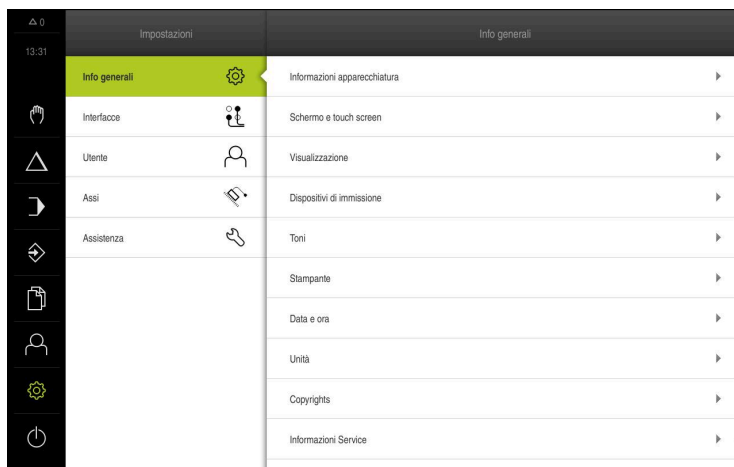 0
13:31
Impostazioni
Info generali
Info generali
Interfacce
Utente
Assi
Assistenza
Informazioni apparecchiatura
Schermo e touch screen
Visualizzazione
Dispositivi di immissione
Toni
Stampante
Data e ora
Unità
Copyrights
Informazioni Service